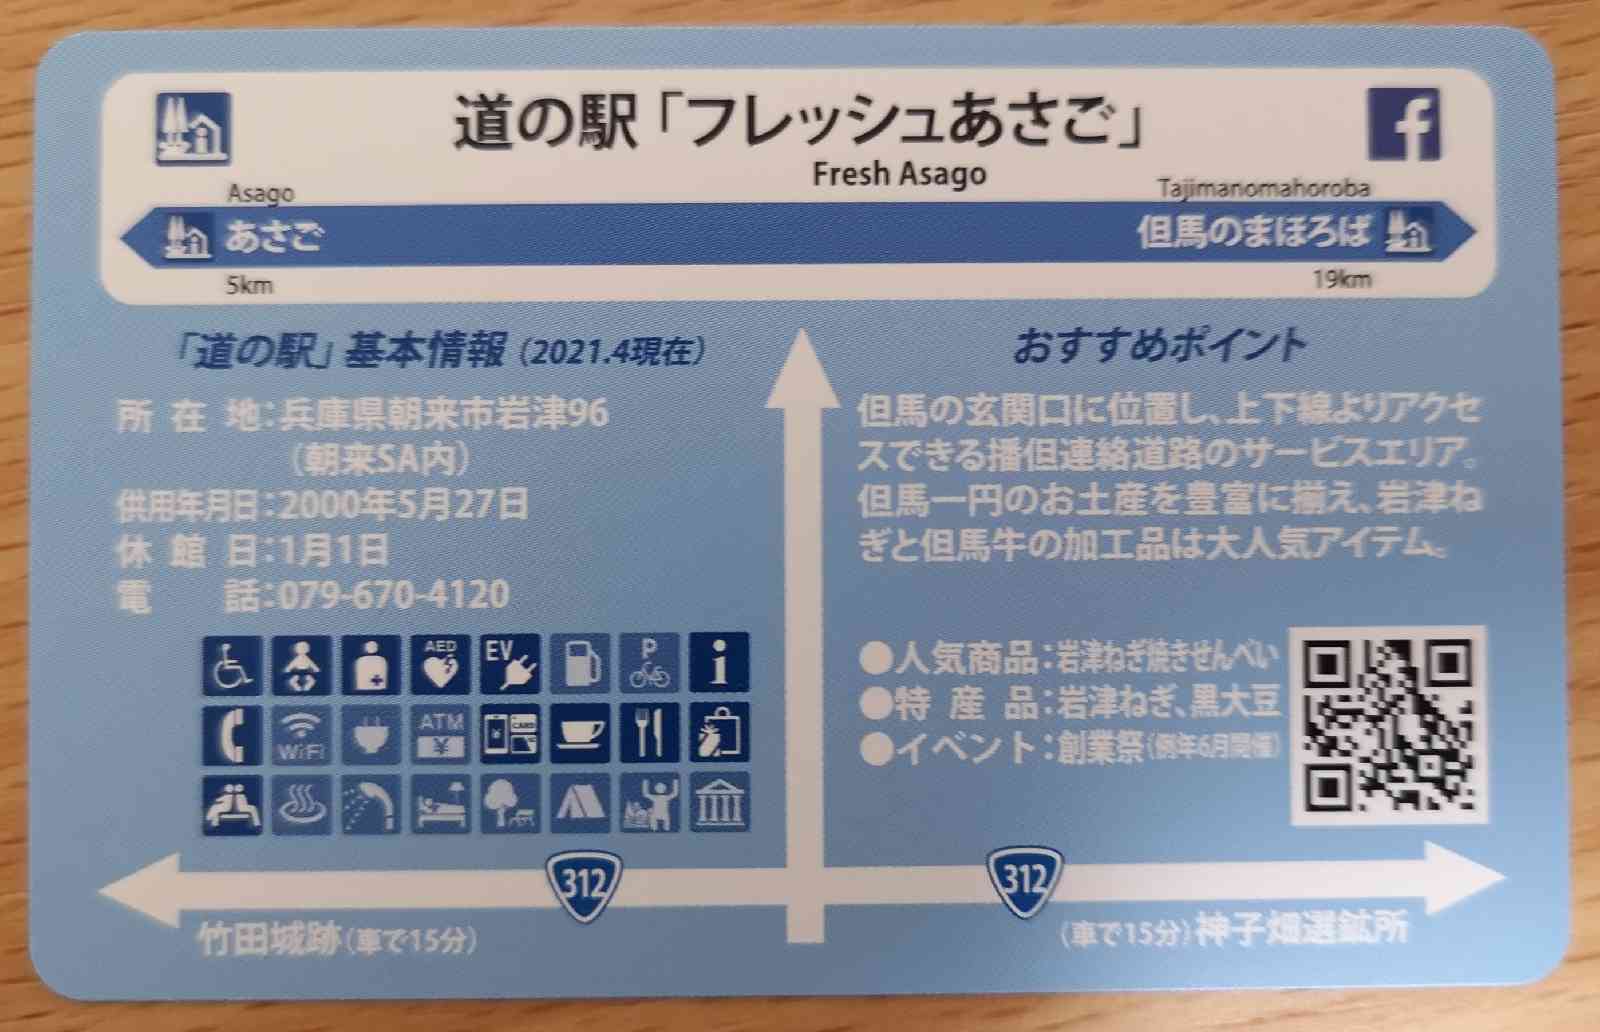 道の駅「フレッシュあさご」
Fresh Asago
f
Asago
Tajimanomahoroba
あさご
但馬のまほろば
5km
19km
「道の駅」基本情報(2021.4現在)
所在地:兵庫県朝来市岩津96
(朝来SA内)
供用年月日:2000年5月27日
休館日:1月1日
電話:079-670-4120
AED
EV
P
i
WiFi
ATM
¥
¥
CARD
おすすめポイント
但馬の玄関口に位置し、上下線よりアクセ
スできる播但連絡道路のサービスエリア。
但馬一円のお土産を豊富に揃え、岩津ね
ぎと但馬牛の加工品は大人気アイテム。
●人気商品:岩津ねぎ焼きせんべい
●特産品:岩津ねぎ、黒大豆
●イベント:創業祭(例年6月開催)
312
312
竹田城跡(車で15分)
(車で15分)神子畑選鉱所